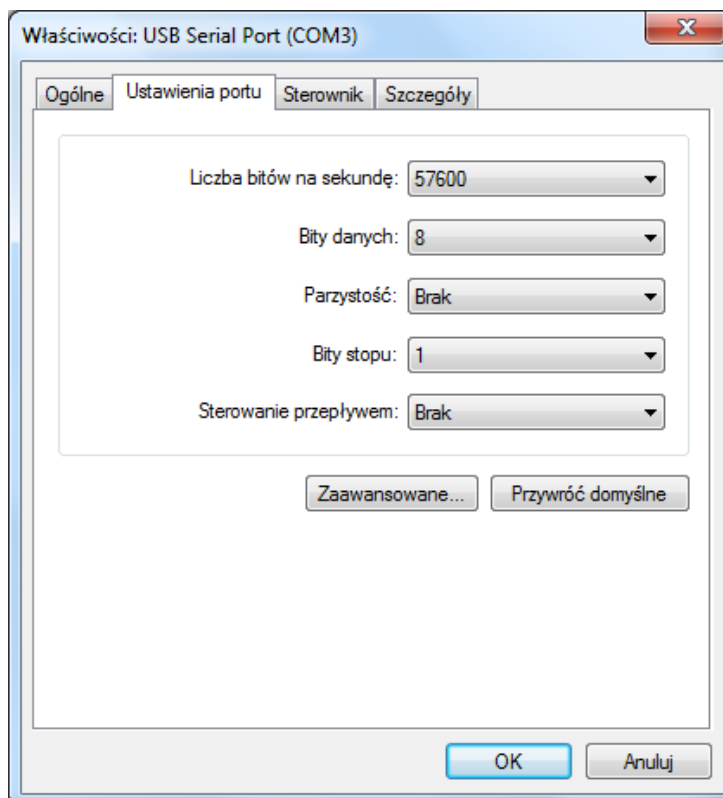 Właściwości: USB Serial Port (COM3)
Ogólne Ustawienia portu Sterownik Szczegóły
Liczba bitów na sekundę: 57600
Bity danych: 8
Parzystość: Brak
Bity stopu: 1
Sterowanie przepływem: Brak
Zaawansowane... Przywróć domyślne
OK Anuluj